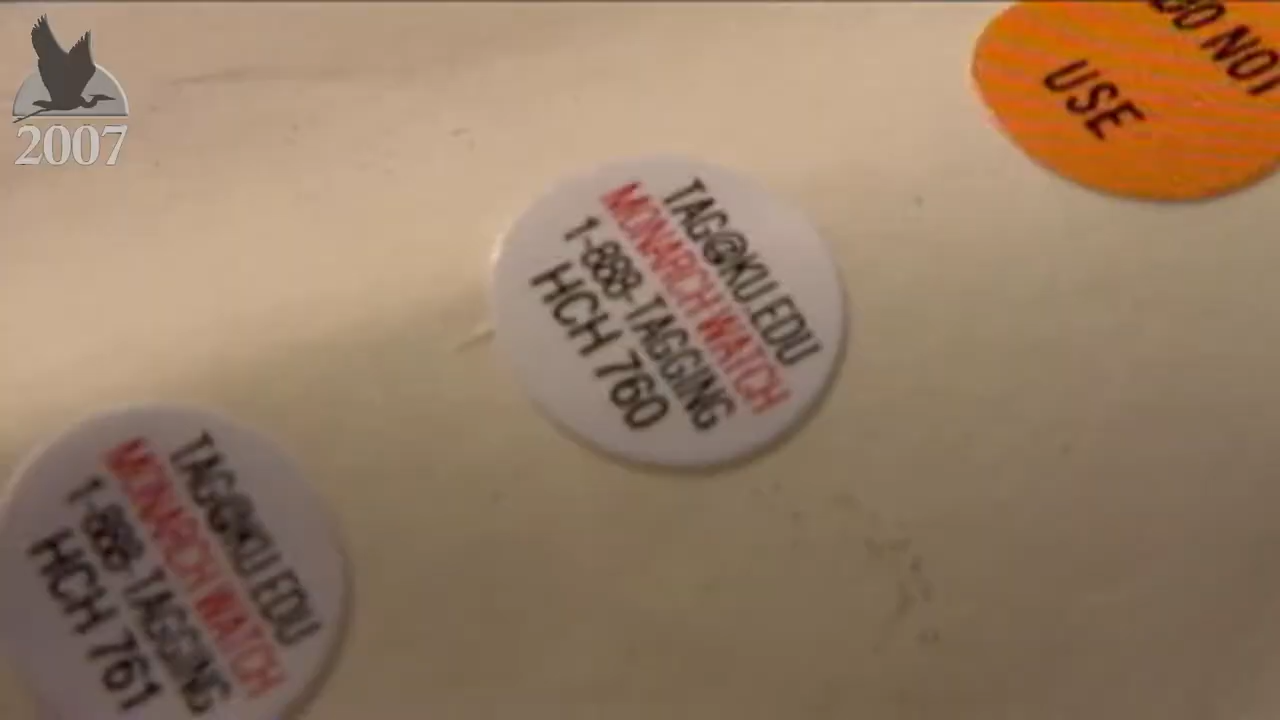 2007
DO NOT
USE
TAG@KU.EDU
MONARCH WATCH
1-888-TAGGING
HCH 760
TAG@KU.EDU
MONARCH WATCH
1-888-TAGGING
HCH 761